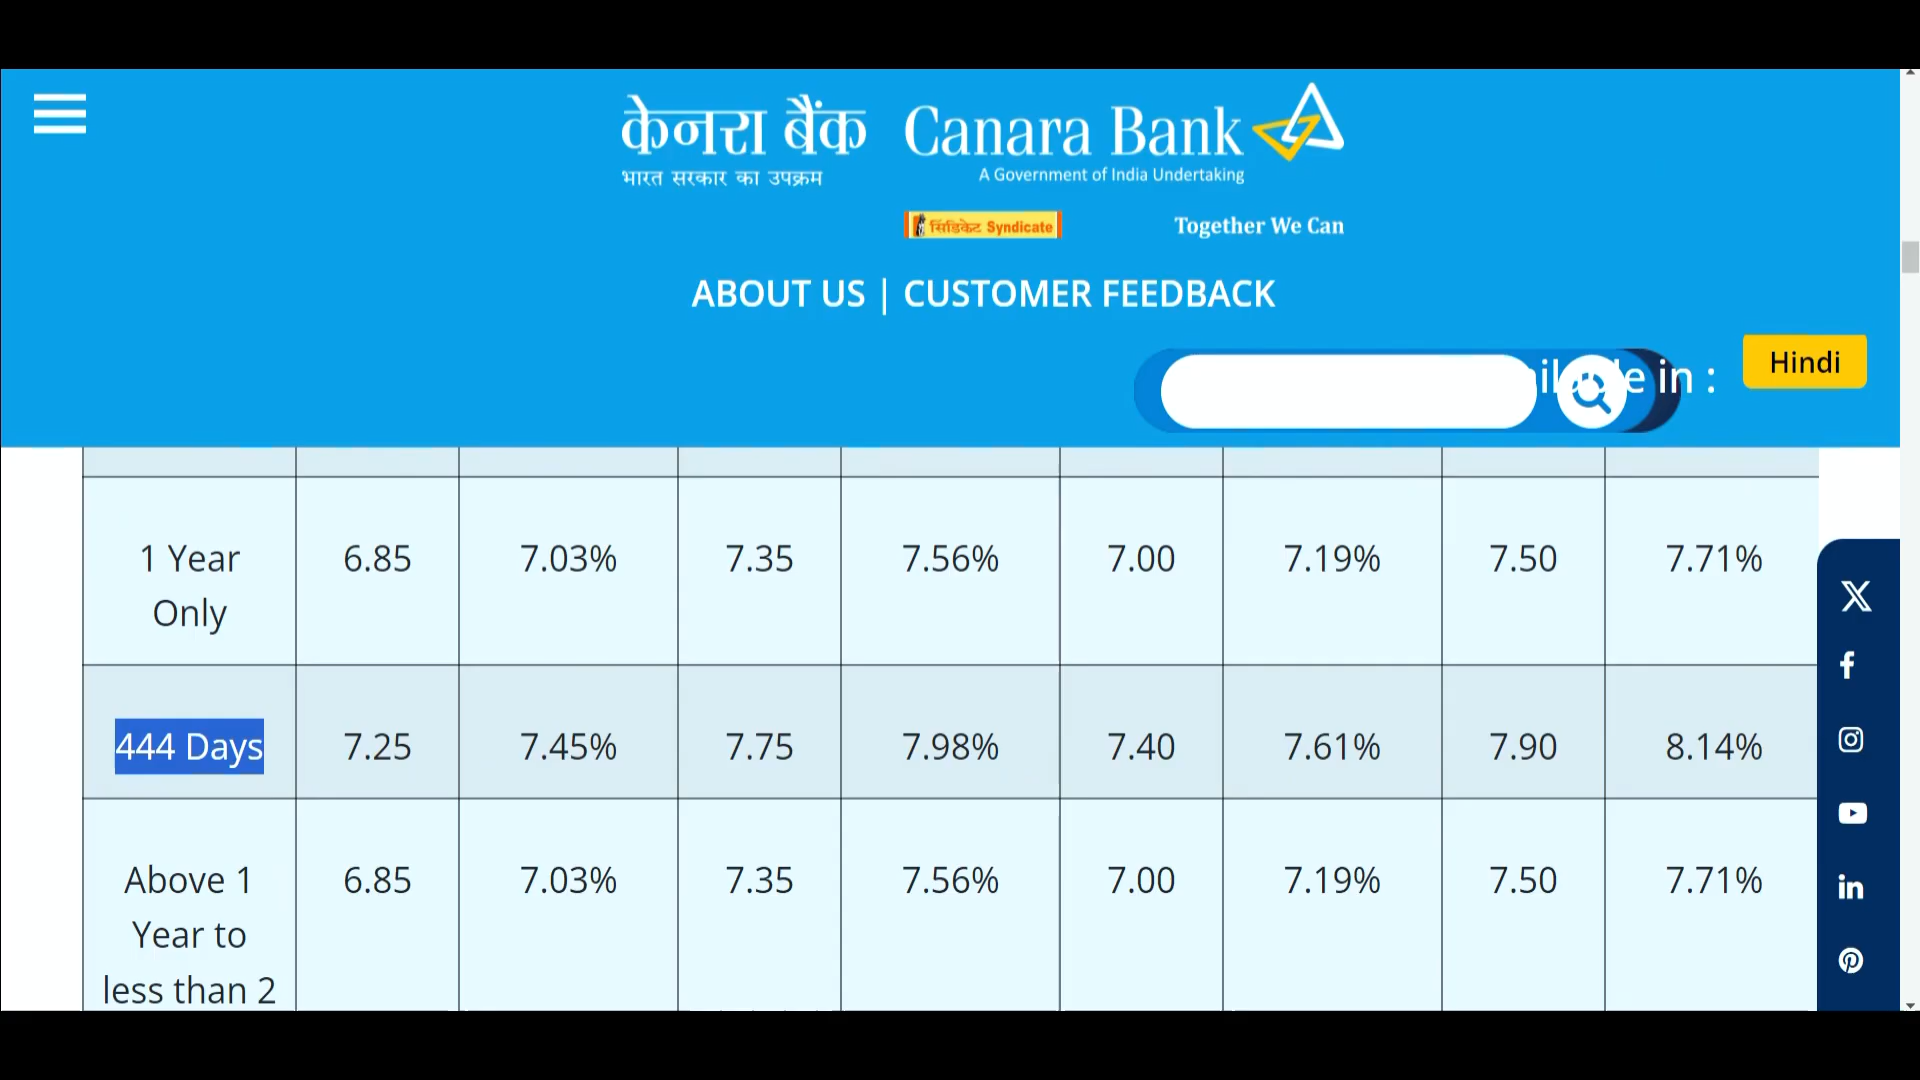 केनरा बैंक Canara Bank
भारत सरकार का उपक्रम A Government of India Undertaking
सिंडिकेट Syndicate Together We Can
ABOUT US | CUSTOMER FEEDBACK
in : Hindi
1 Year Only 6.85 7.03% 7.35 7.56% 7.00 7.19% 7.50 7.71%
444 Days 7.25 7.45% 7.75 7.98% 7.40 7.61% 7.90 8.14%
Above 1 Year to less than 2 6.85 7.03% 7.35 7.56% 7.00 7.19% 7.50 7.71%